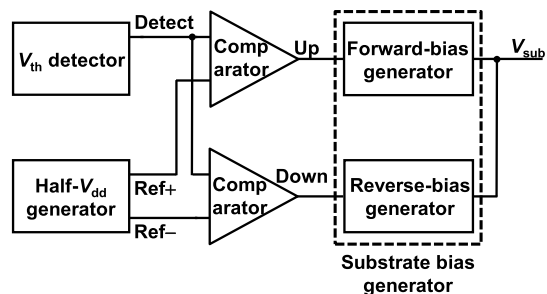 Detect
Vth detector
Comp
arator
Up
Forward-bias
generator
Vsub
Half-Vdd
generator
Ref+
Ref−
Comp
arator
Down
Reverse-bias
generator
Substrate bias
generator